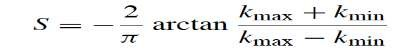 S = − 2/π arctan (k_max + k_min)/(k_max − k_min)